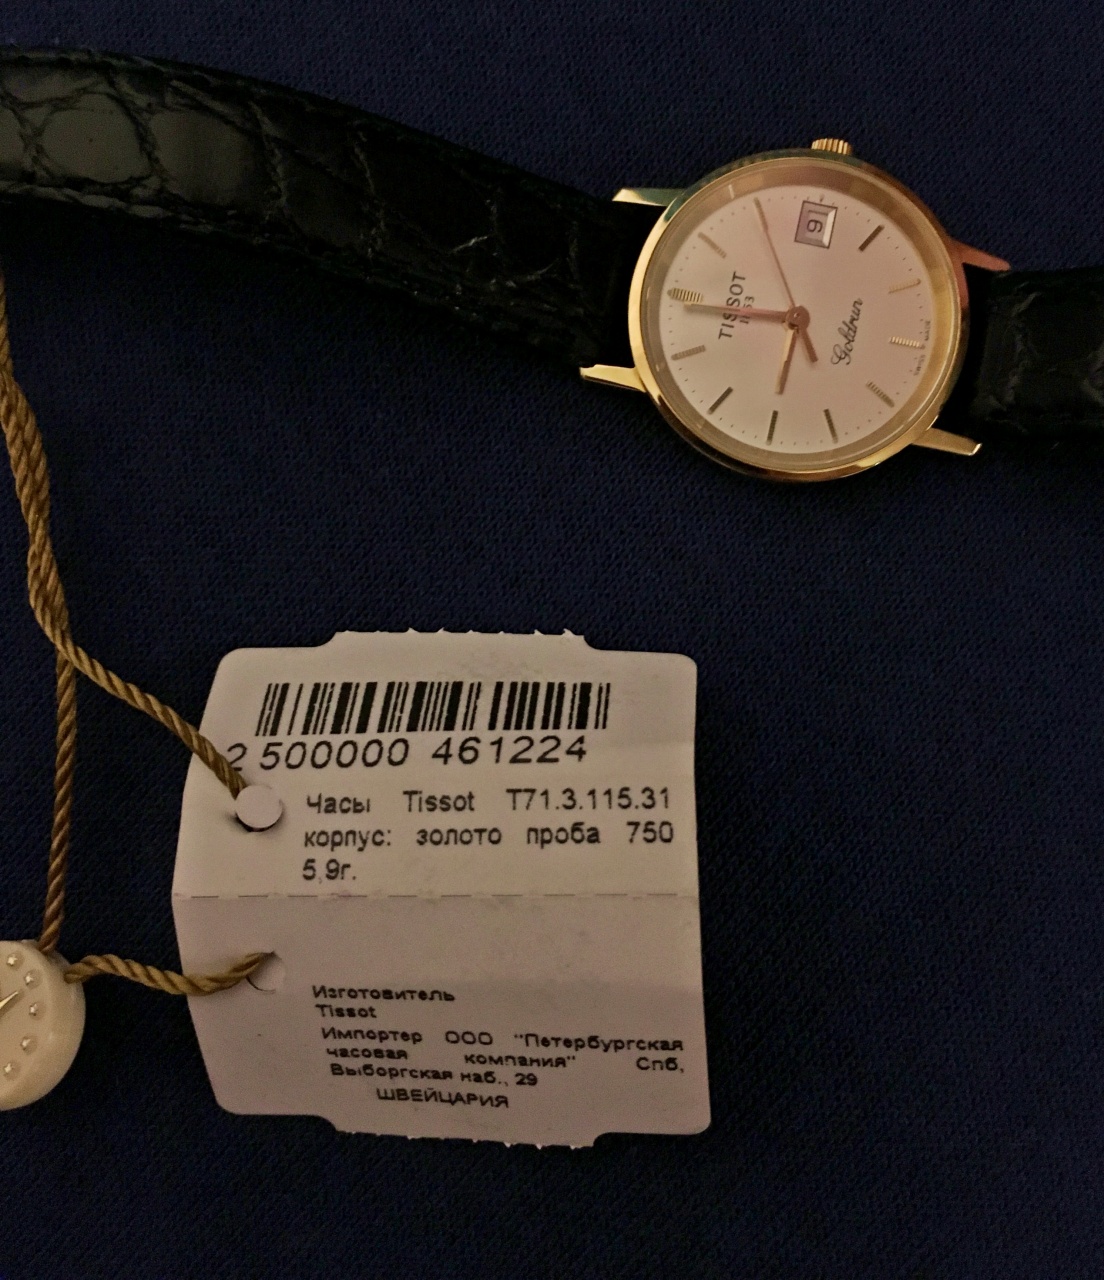 TISSOT
1853
9
Goldrun
SWISS MADE
2 500000 461224
Часы Tissot T71.3.115.31
корпус: золото проба 750
5,9г.
Изготовитель
Tissot
Импортер ООО "Петербургская
часовая компания" Спб,
Выборгская наб., 29
ШВЕЙЦАРИЯ